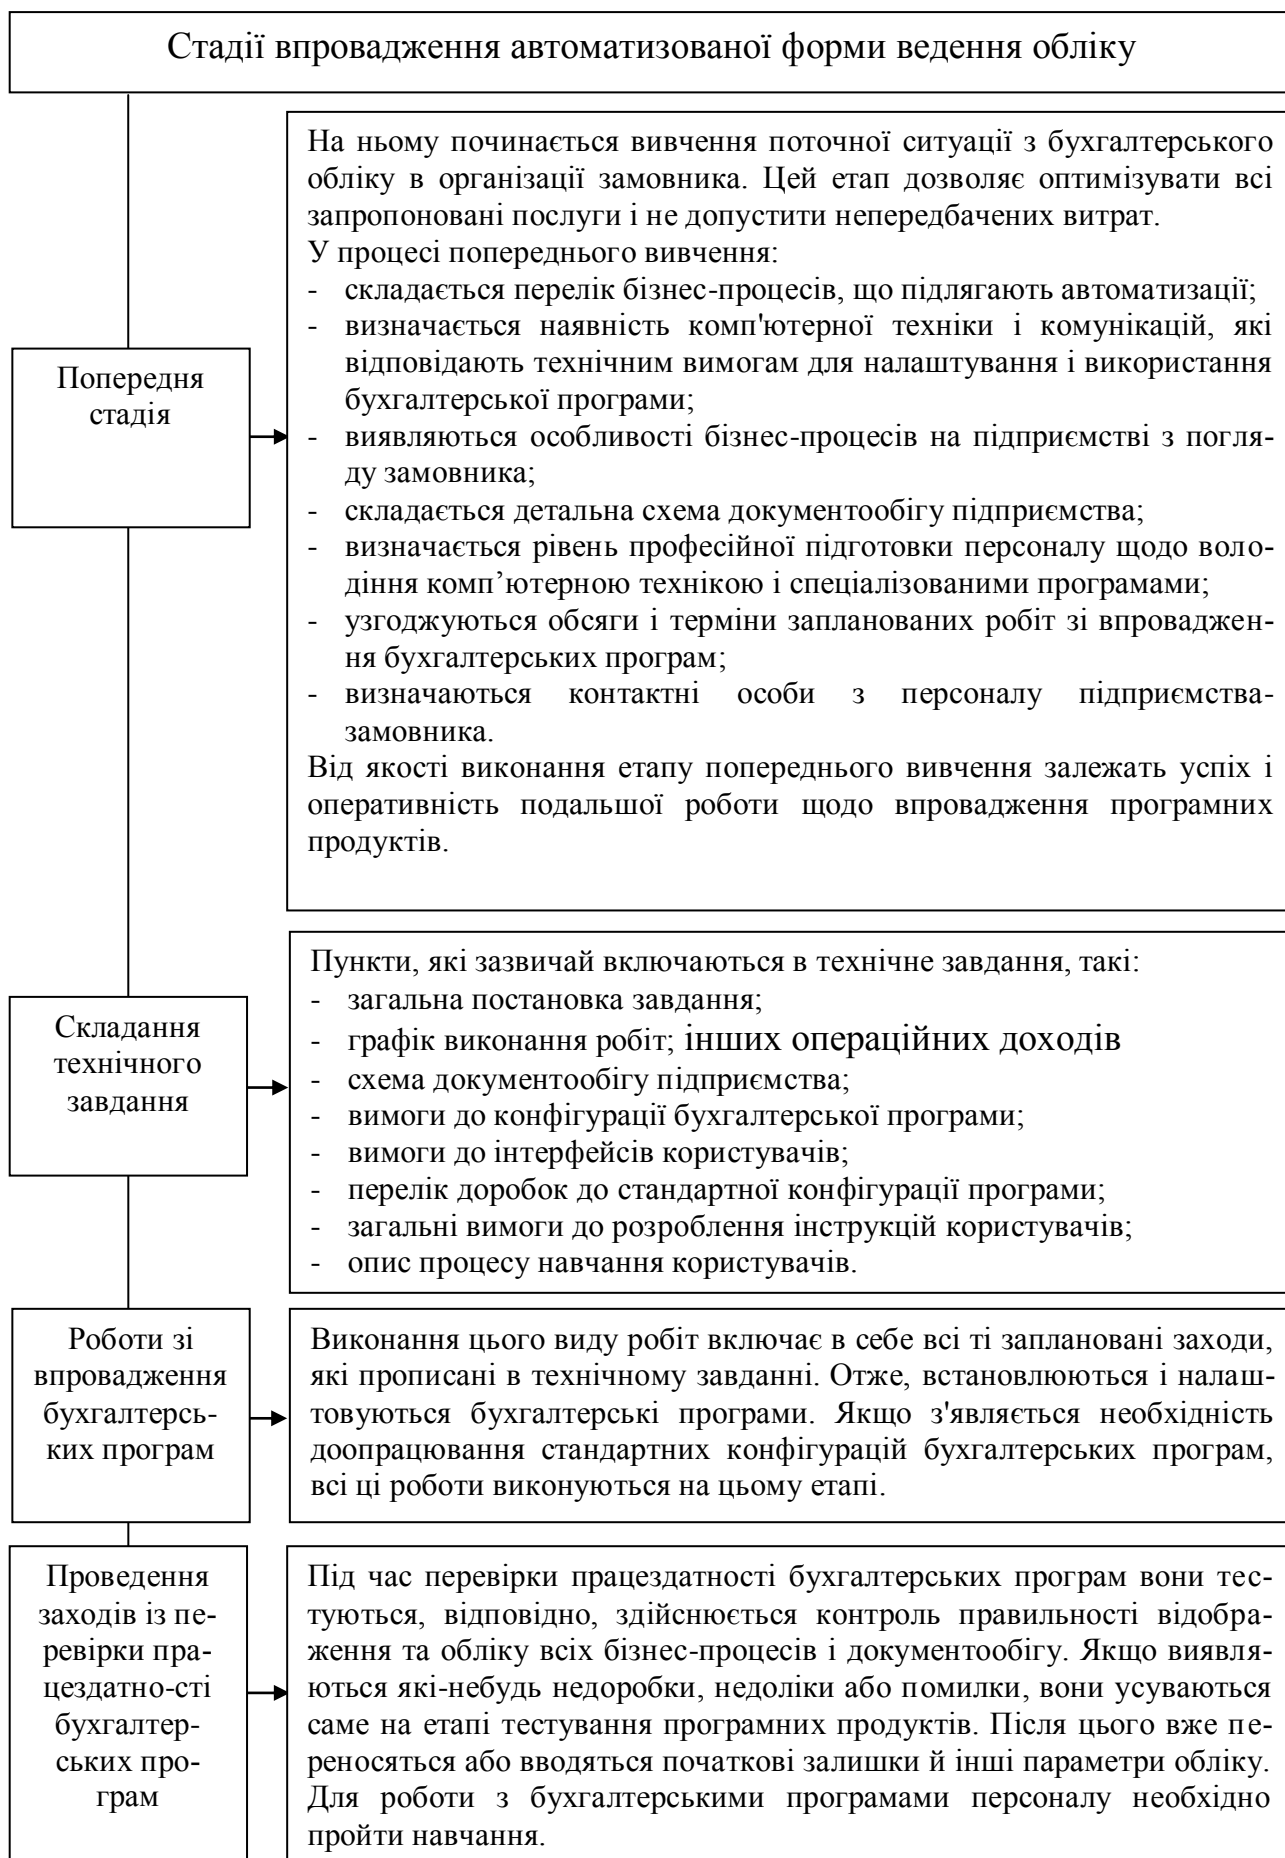 Стадії впровадження автоматизованої форми ведення обліку
Попередня
стадія
На ньому починається вивчення поточної ситуації з бухгалтерського
обліку в організації замовника. Цей етап дозволяє оптимізувати всі
запропоновані послуги і не допустити непередбачених витрат.
У процесі попереднього вивчення:
- складається перелік бізнес-процесів, що підлягають автоматизації;
- визначається наявність комп'ютерної техніки і комунікацій, які
відповідають технічним вимогам для налаштування і використання
бухгалтерської програми;
- виявляються особливості бізнес-процесів на підприємстві з погля-
ду замовника;
- складається детальна схема документообігу підприємства;
- визначається рівень професійної підготовки персоналу щодо воло-
діння комп’ютерною технікою і спеціалізованими програмами;
- узгоджуються обсяги і терміни запланованих робіт зі впроваджен-
ня бухгалтерських програм;
- визначаються контактні особи з персоналу підприємства-
замовника.
Від якості виконання етапу попереднього вивчення залежать успіх і
оперативність подальшої роботи щодо впровадження програмних
продуктів.
Складання
технічного
завдання
Пункти, які зазвичай включаються в технічне завдання, такі:
- загальна постановка завдання;
- графік виконання робіт; інших операційних доходів
- схема документообігу підприємства;
- вимоги до конфігурації бухгалтерської програми;
- вимоги до інтерфейсів користувачів;
- перелік доробок до стандартної конфігурації програми;
- загальні вимоги до розроблення інструкцій користувачів;
- опис процесу навчання користувачів.
Роботи зі
впровадження
бухгалтерсь-
ких програм
Виконання цього виду робіт включає в себе всі ті заплановані заходи,
які прописані в технічному завданні. Отже, встановлюються і налаш-
товуються бухгалтерські програми. Якщо з'являється необхідність
доопрацювання стандартних конфігурацій бухгалтерських програм,
всі ці роботи виконуються на цьому етапі.
Проведення
заходів із пе-
ревірки пра-
цездатно-сті
бухгалтер-
ських про-
грам
Під час перевірки працездатності бухгалтерських програм вони тес-
туються, відповідно, здійснюється контроль правильності відобра-
ження та обліку всіх бізнес-процесів і документообігу. Якщо виявля-
ються які-небудь недоробки, недоліки або помилки, вони усуваються
саме на етапі тестування програмних продуктів. Після цього вже пе-
реносяться або вводяться початкові залишки й інші параметри обліку.
Для роботи з бухгалтерськими програмами персоналу необхідно
пройти навчання.